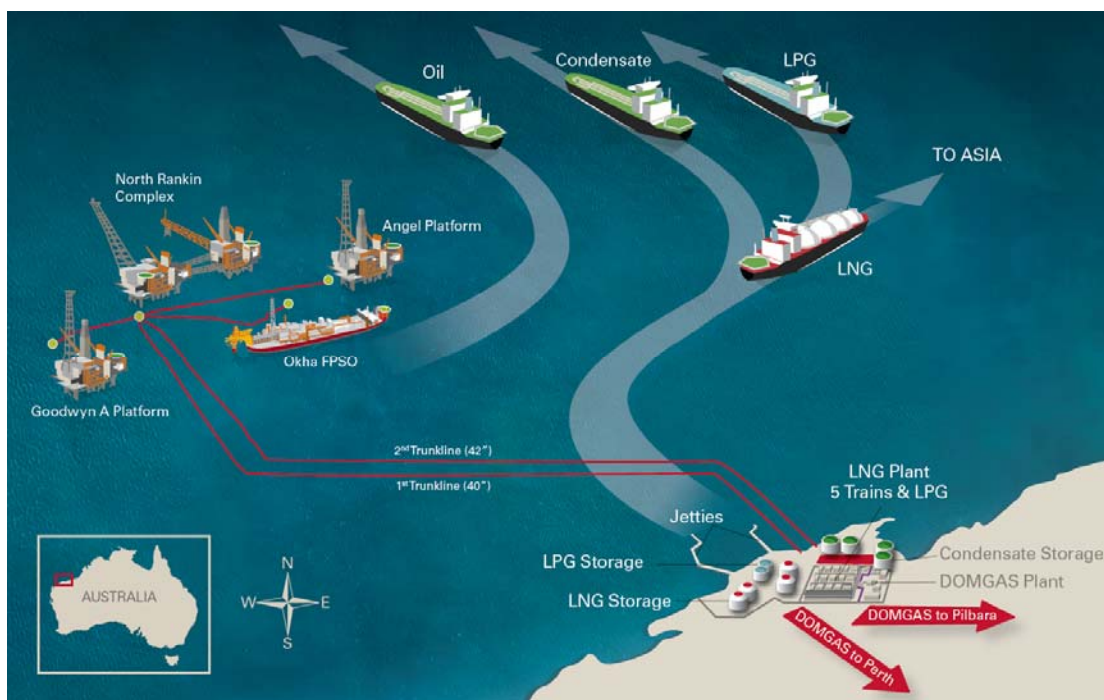 Oil
Condensate
LPG
TO ASIA
LNG
North Rankin
Complex
Angel Platform
Okha FPSO
Goodwyn A Platform
2nd Trunkline (42″)
1st Trunkline (40″)
LNG Plant
5 Trains & LPG
Jetties
LPG Storage
LNG Storage
Condensate Storage
DOMGAS Plant
DOMGAS to Pilbara
DOMGAS to Perth
AUSTRALIA
N
W
E
S